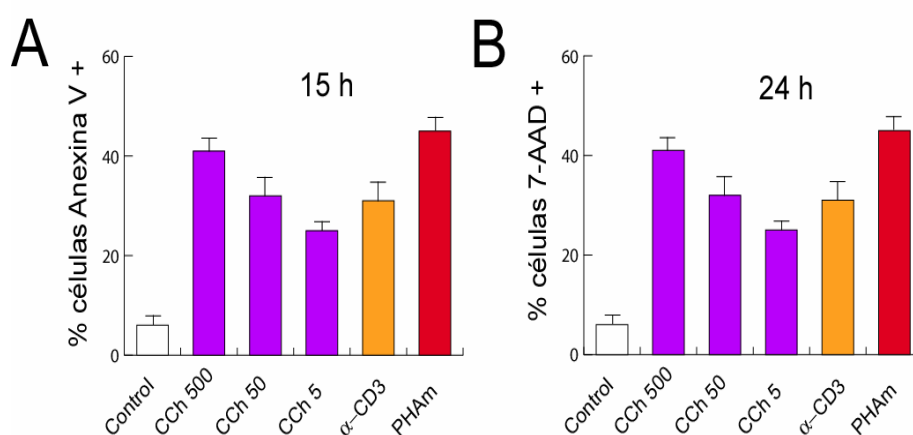 A
% células Anexina V +
15 h
60
40
20
0
Control
CCh 500
CCh 50
CCh 5
α-CD3
PHAm
B
% células 7-AAD +
24 h
60
40
20
0
Control
CCh 500
CCh 50
CCh 5
α-CD3
PHAm